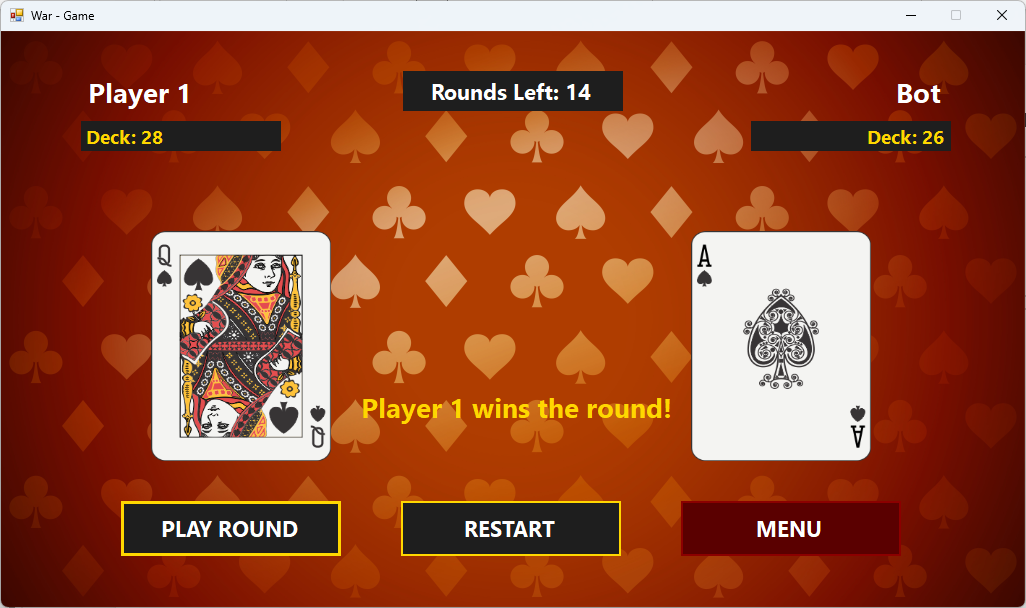 War - Game
Player 1
Rounds Left: 14
Bot
Deck: 28
Deck: 26
Q
A
Player 1 wins the round!
Q
A
PLAY ROUND
RESTART
MENU